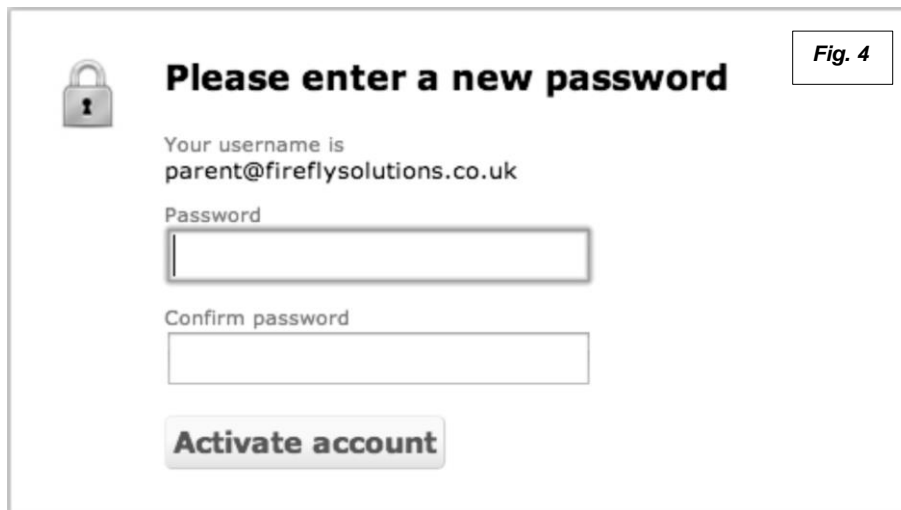 Fig. 4
Please enter a new password
Your username is
parent@fireflysolutions.co.uk
Password
Confirm password
Activate account